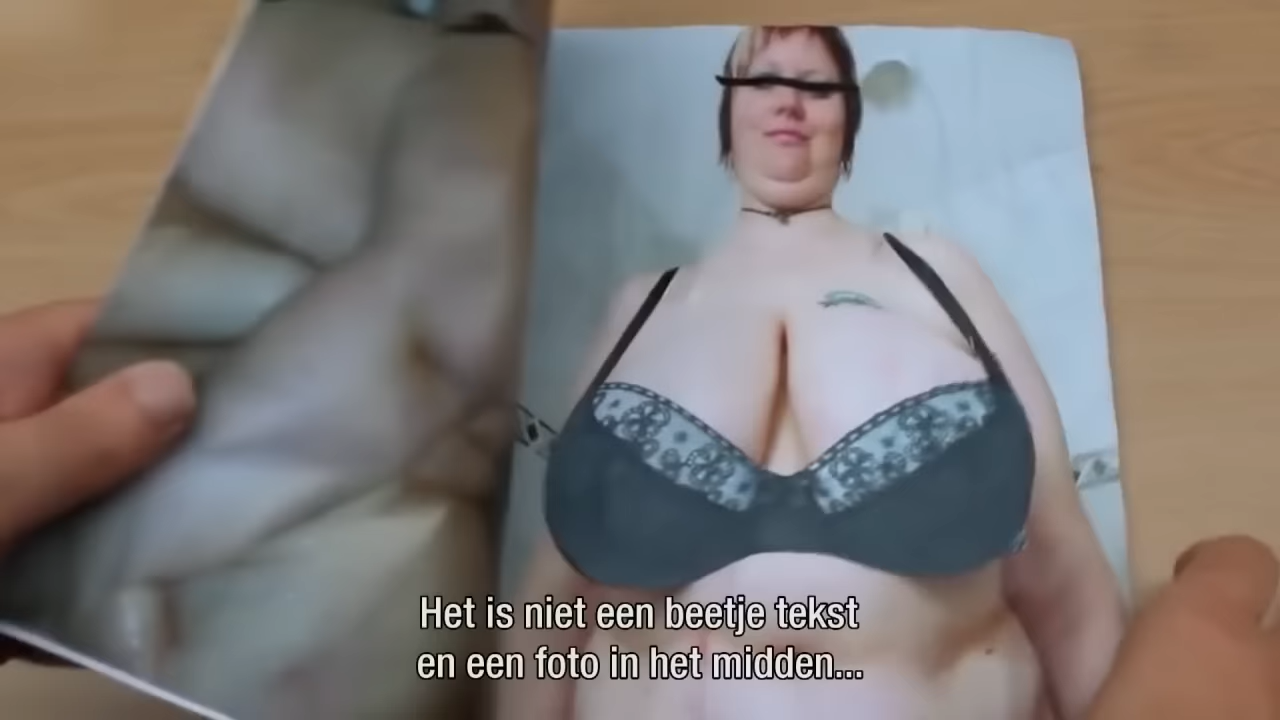 Het is niet een beetje tekst
en een foto in het midden...